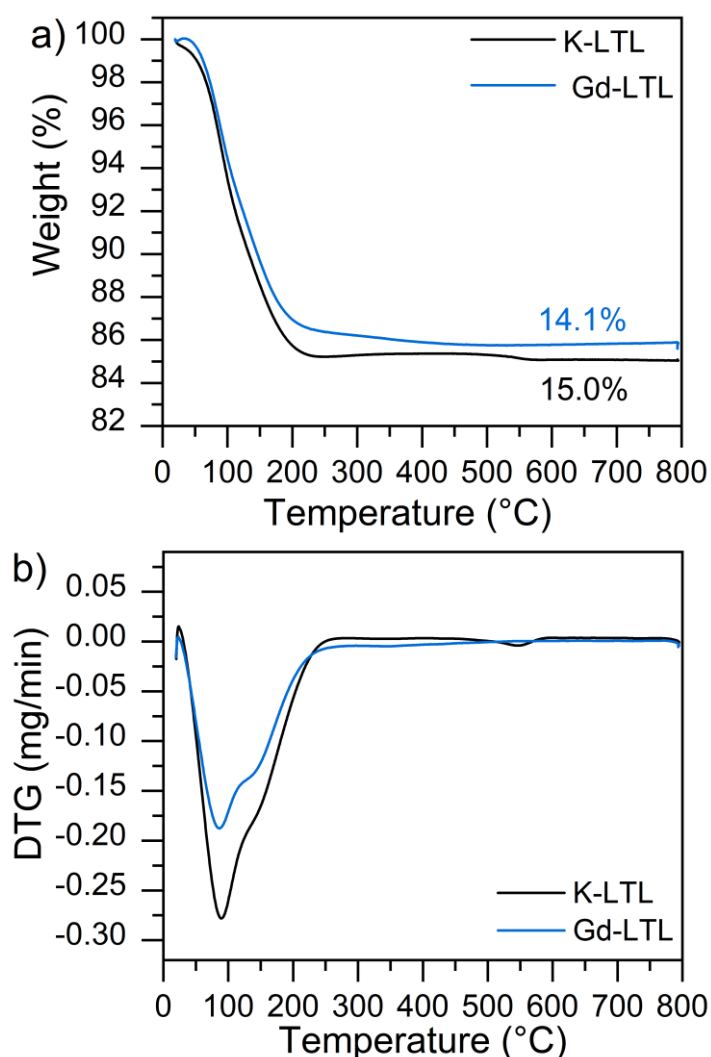 a)
K-LTL
Gd-LTL
100
98
96
94
92
90
88
86
84
82
Weight (%)
14.1%
15.0%
0 100 200 300 400 500 600 700 800
Temperature (°C)
b)
0.05
0.00
-0.05
-0.10
-0.15
-0.20
-0.25
-0.30
DTG (mg/min)
K-LTL
Gd-LTL
0 100 200 300 400 500 600 700 800
Temperature (°C)